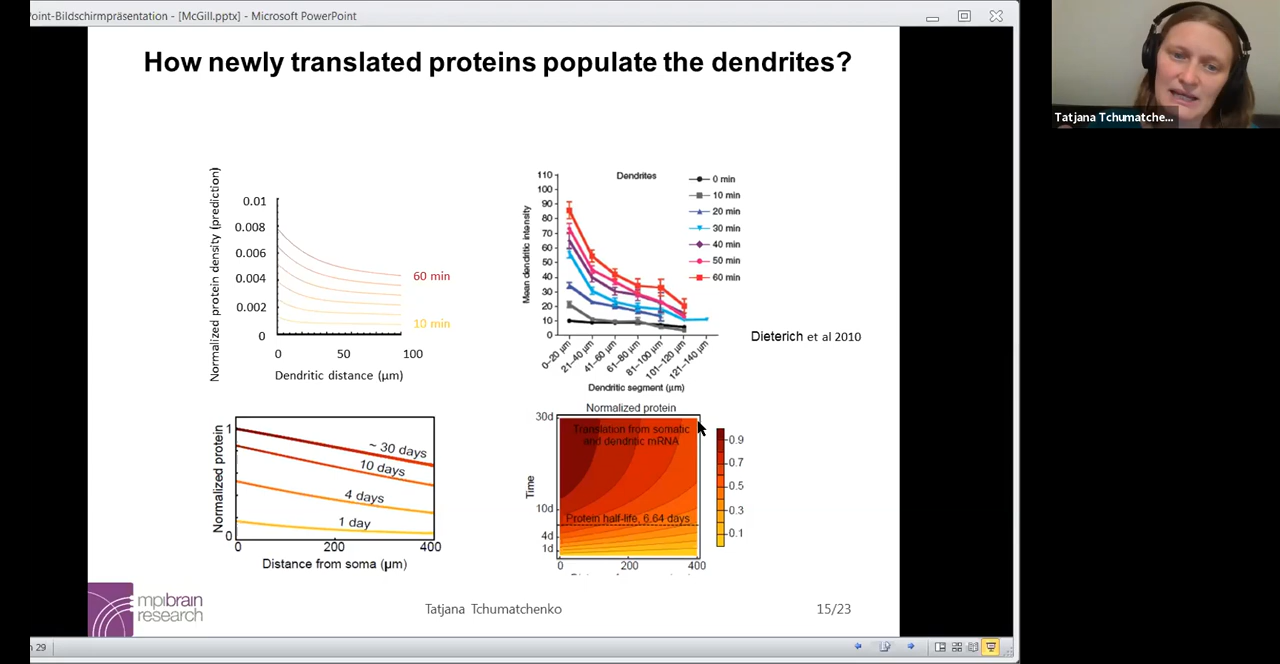 Point-Bildschirmpräsentation - [McGill.pptx] - Microsoft PowerPoint
Tatjana Tchumatche...
How newly translated proteins populate the dendrites?
Normalized protein density (prediction)
0.01
0.008
0.006
0.004
0.002
0
60 min
10 min
0 50 100
Dendritic distance (µm)
Dendrites
Mean dendritic intensity
110
100
90
80
70
60
50
40
30
20
10
0
0 min
10 min
20 min
30 min
40 min
50 min
60 min
0–20 µm
21–40 µm
41–60 µm
61–80 µm
81–100 µm
101–120 µm
121–140 µm
Dendritic segment (µm)
Dieterich et al 2010
Normalized protein
1
0
~ 30 days
10 days
4 days
1 day
0 200 400
Distance from soma (µm)
Normalized protein
Time
30d
10d
4d
1d
Translation from somatic
and dendritic mRNA
Protein half-life, 6.64 days
0 200 400
0.9
0.7
0.5
0.3
0.1
mpibrain
research
Tatjana Tchumatchenko
15/23
29